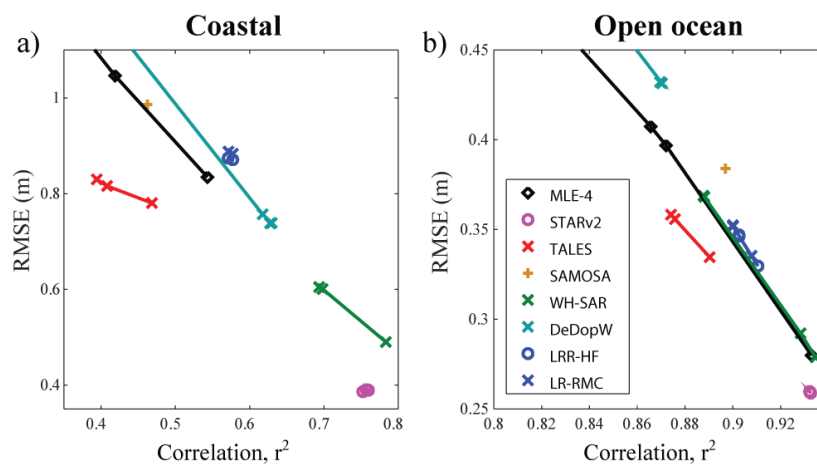 Coastal
a)
1
0.8
0.6
0.4
RMSE (m)
0.4 0.5 0.6 0.7 0.8
Correlation, r²
Open ocean
b)
0.45
0.4
0.35
0.3
0.25
RMSE (m)
MLE-4
STARv2
TALES
SAMOSA
WH-SAR
DeDopW
LRR-HF
LR-RMC
0.8 0.82 0.84 0.86 0.88 0.9 0.92
Correlation, r²